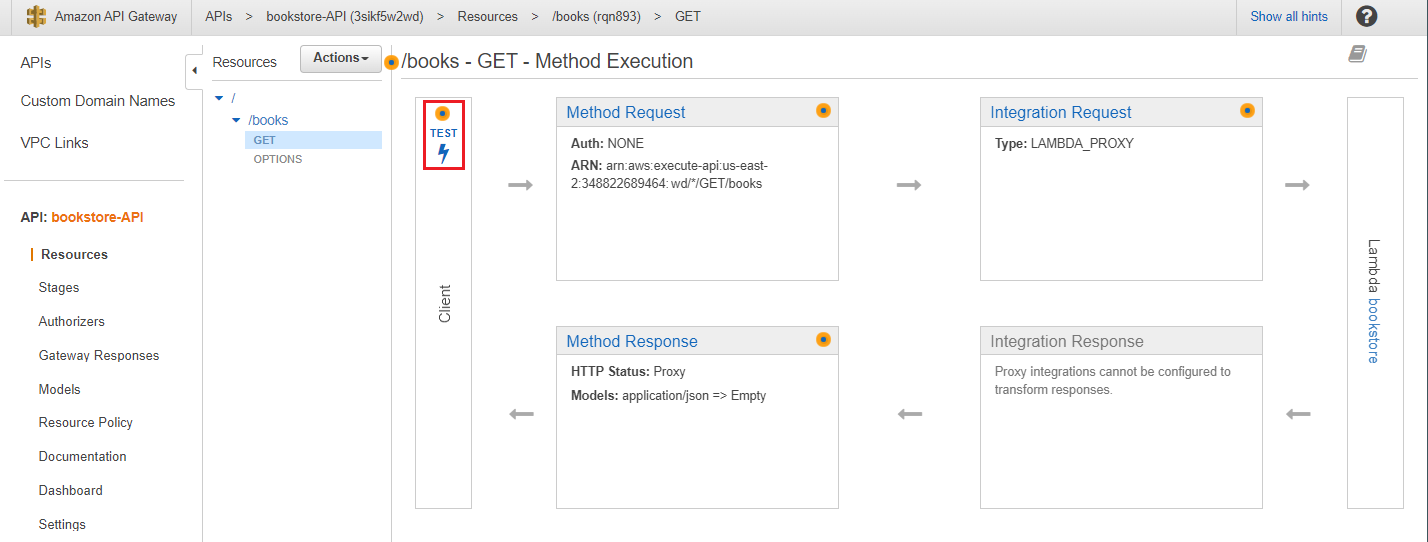 Amazon API Gateway
APIs > bookstore-API (3sikf5w2wd) > Resources > /books (rqn893) > GET
Show all hints
?
APIs
Custom Domain Names
VPC Links
API: bookstore-API
Resources
Stages
Authorizers
Gateway Responses
Models
Resource Policy
Documentation
Dashboard
Settings
Resources
Actions
/
/books
GET
OPTIONS
/books - GET - Method Execution
TEST
Client
Method Request
Auth: NONE
ARN: arn:aws:execute-api:us-east-
2:348822689464: wd/*/GET/books
Integration Request
Type: LAMBDA_PROXY
Lambda bookstore
Method Response
HTTP Status: Proxy
Models: application/json => Empty
Integration Response
Proxy integrations cannot be configured to
transform responses.